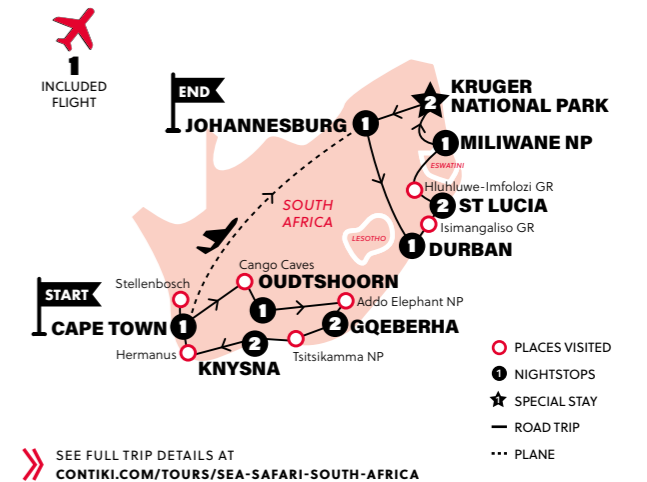 1
INCLUDED
FLIGHT
END
JOHANNESBURG
1
2
KRUGER
NATIONAL PARK
1
MILIWANE NP
ESWATINI
Hluhluwe-Imfolozi GR
2
ST LUCIA
Isimangaliso GR
1
DURBAN
SOUTH
AFRICA
LESOTHO
Cango Caves
Stellenbosch
OUDTSHOORN
START
1
Addo Elephant NP
CAPE TOWN
1
2
GQEBERHA
Hermanus
2
KNYSNA
Tsitsikamma NP
PLACES VISITED
1
NIGHTSTOPS
1
SPECIAL STAY
ROAD TRIP
PLANE
SEE FULL TRIP DETAILS AT
CONTIKI.COM/TOURS/SEA-SAFARI-SOUTH-AFRICA